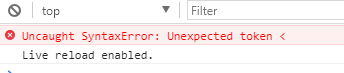 top
Filter
Uncaught SyntaxError: Unexpected token <
Live reload enabled.